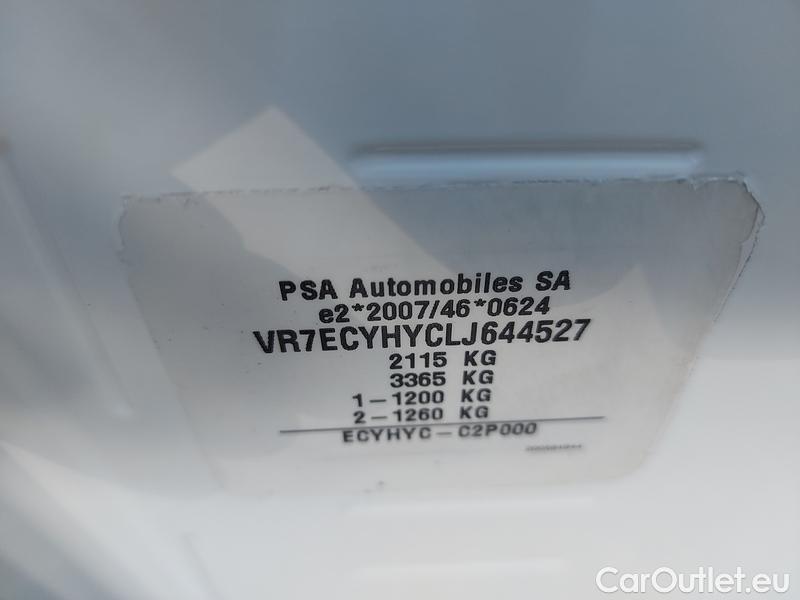 PSA Automobiles SA
e2*2007/46*0624
VR7ECYHYCLJ644527
2115 KG
3365 KG
1-1200 KG
2-1260 KG
ECYHYC-C2P000
CarOutlet.eu